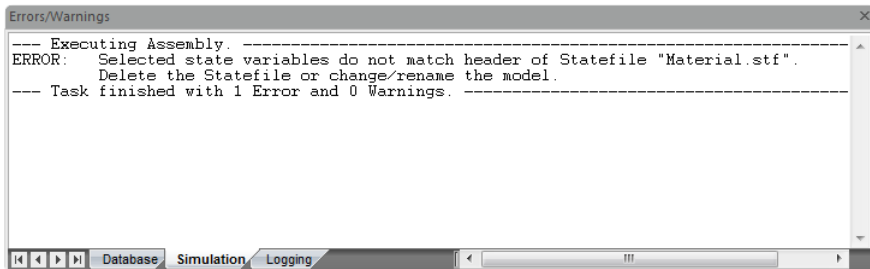 Errors/Warnings
--- Executing Assembly. -------------------------------------------------------------
ERROR:   Selected state variables do not match header of Statefile "Material.stf".
         Delete the Statefile or change/rename the model.
--- Task finished with 1 Error and 0 Warnings. ---------------------------------------
Database Simulation Logging